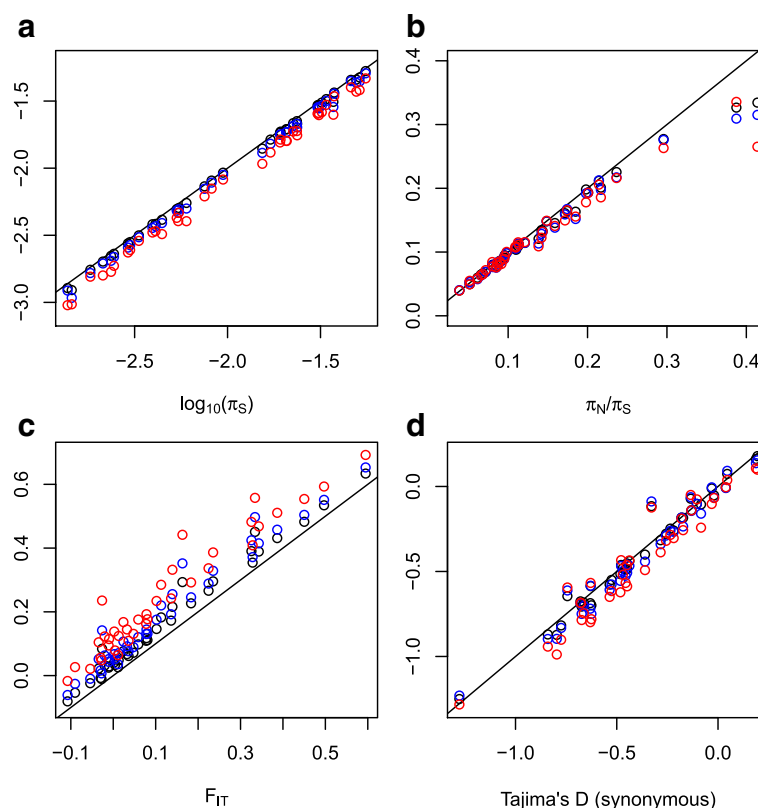 a
−1.5
−2.0
−2.5
−3.0
−2.5 −2.0 −1.5
log10(πS)
b
0.4
0.3
0.2
0.1
0.0
0.1 0.2 0.3 0.4
πN/πS
c
0.6
0.4
0.2
0.0
−0.1 0.1 0.3 0.5
FIT
d
0.0
−0.5
−1.0
−1.0 −0.5 0.0
Tajima's D (synonymous)